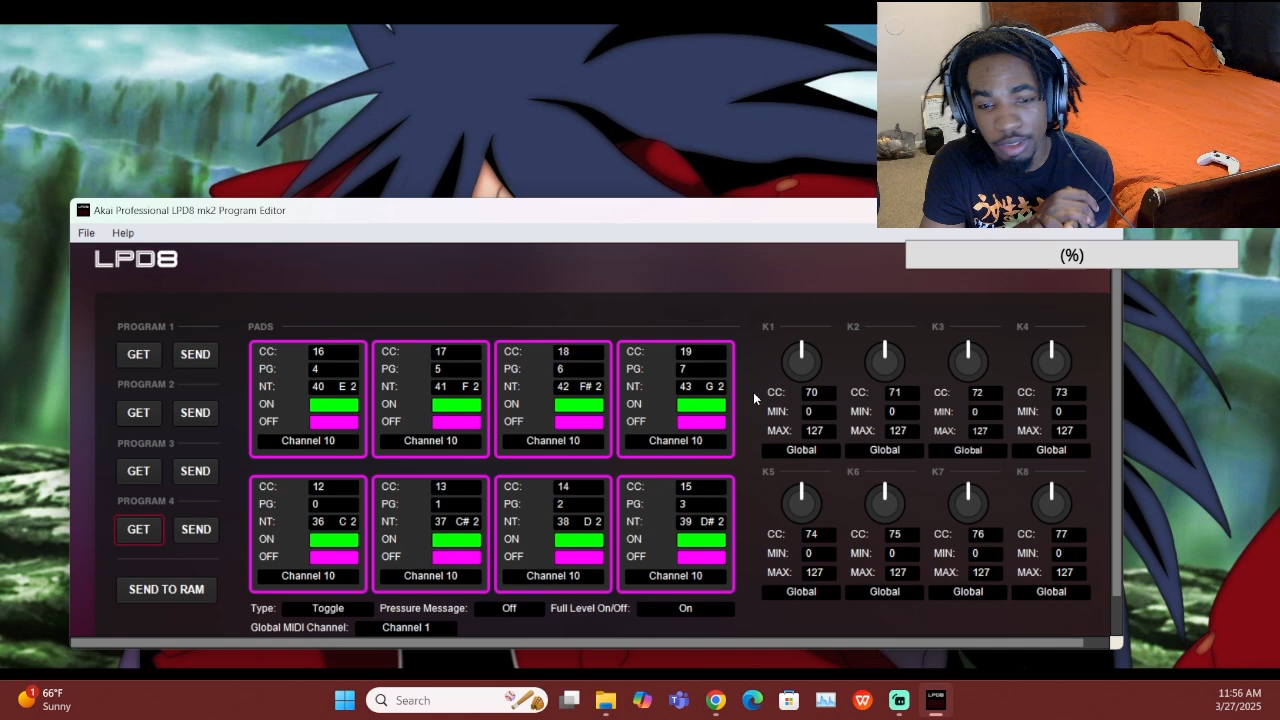 Akai Professional LPD8 mk2 Program Editor
File Help
(%)
LPD8
PROGRAM 1
GET SEND
PROGRAM 2
GET SEND
PROGRAM 3
GET SEND
PROGRAM 4
GET SEND
SEND TO RAM
PADS
CC: 16 CC: 17 CC: 18 CC: 19
PG: 4 PG: 5 PG: 6 PG: 7
NT: 40 E 2 NT: 41 F 2 NT: 42 F# 2 NT: 43 G 2
ON ON ON ON
OFF OFF OFF OFF
Channel 10 Channel 10 Channel 10 Channel 10
CC: 12 CC: 13 CC: 14 CC: 15
PG: 0 PG: 1 PG: 2 PG: 3
NT: 36 C 2 NT: 37 C# 2 NT: 38 D 2 NT: 39 D# 2
ON ON ON ON
OFF OFF OFF OFF
Channel 10 Channel 10 Channel 10 Channel 10
Type: Toggle Pressure Message: Off Full Level On/Off: On
Global MIDI Channel: Channel 1
K1 K2 K3 K4
CC: 70 CC: 71 CC: 72 CC: 73
MIN: 0 MIN: 0 MIN: 0 MIN: 0
MAX: 127 MAX: 127 MAX: 127 MAX: 127
Global Global Global Global
K5 K6 K7 K8
CC: 74 CC: 75 CC: 76 CC: 77
MIN: 0 MIN: 0 MIN: 0 MIN: 0
MAX: 127 MAX: 127 MAX: 127 MAX: 127
Global Global Global Global
1
66°F
Sunny
Search
LPD8
11:56 AM
3/27/2025